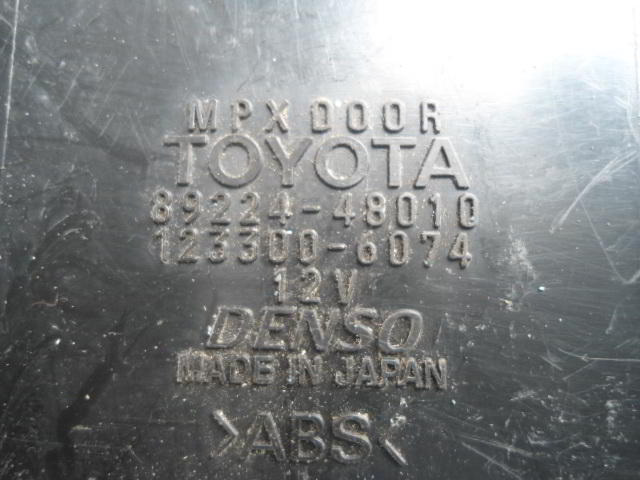 MPX DOOR
TOYOTA
89224-48010
123300-6074
12V
DENSO
MADE IN JAPAN
>ABS<